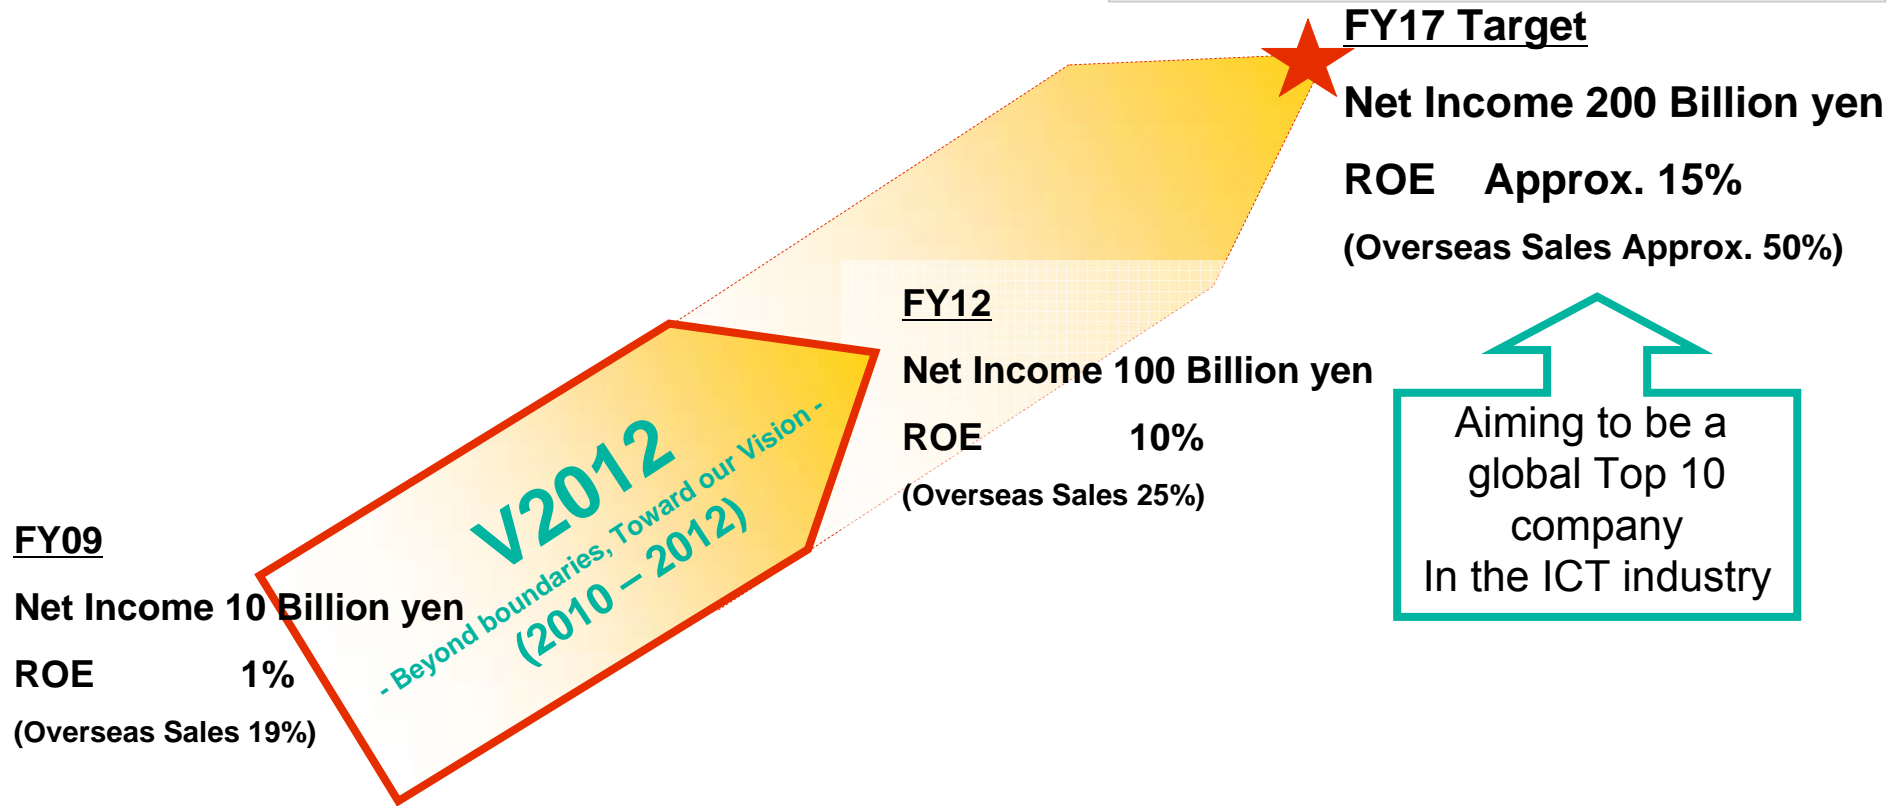 FY17 Target
Net Income 200 Billion yen
ROE Approx. 15%
(Overseas Sales Approx. 50%)
FY12
Net Income 100 Billion yen
ROE 10%
(Overseas Sales 25%)
Aiming to be a
global Top 10
company
In the ICT industry
V2012
- Beyond boundaries, Toward our Vision -
(2010 – 2012)
FY09
Net Income 10 Billion yen
ROE 1%
(Overseas Sales 19%)